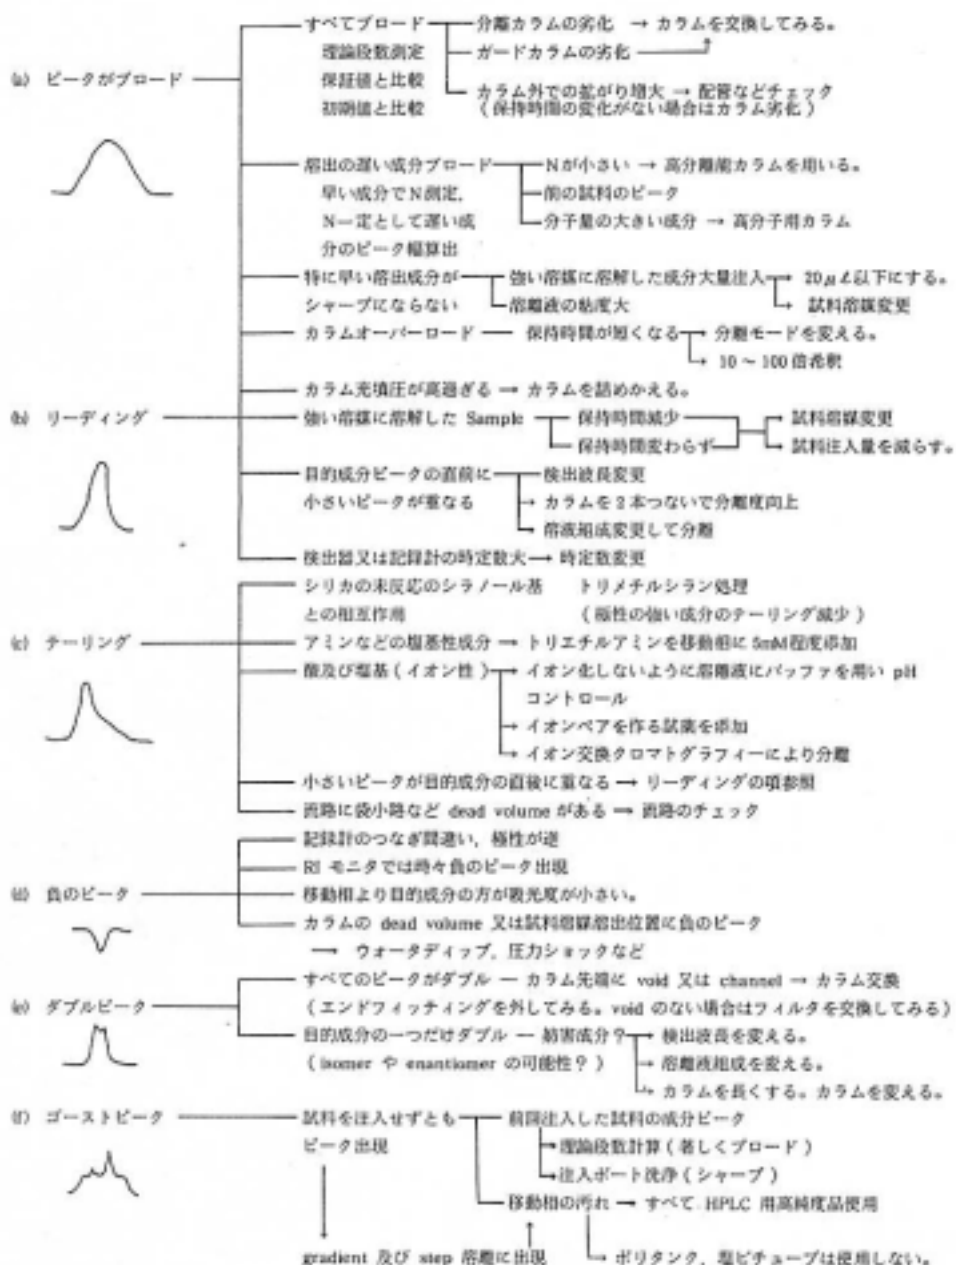 すべてブロード 分離カラムの劣化 → カラムを交換してみる。
理論段数測定 ガードカラムの劣化
(a) ピークがブロード 保証値と比較
カラム外での拡がり増大 → 配管などチェック
初期値と比較 (保持時間の変化がない場合はカラム劣化)
溶出の遅い成分ブロード Nが小さい → 高分離能カラムを用いる。
早い成分でN測定, 前の試料のピーク
N一定として遅い成 分子量の大きい成分 → 高分子用カラム
分のピーク幅算出
特に早い溶出成分が 強い溶媒に溶解した成分大量注入 → 20μℓ以下にする。
シャープにならない 溶離液の粘度大 → 試料溶媒変更
カラムオーバーロード ― 保持時間が短くなる → 分離モードを変える。
→ 10 ~ 100 倍希釈
カラム充填圧が高過ぎる → カラムを詰めかえる。
(b) リーディング 強い溶媒に溶解した Sample 保持時間減少 → 試料溶媒変更
保持時間変わらず → 試料注入量を減らす。
目的成分ピークの直前に 検出波長変更
小さいピークが重なる → カラムを2本つないで分離度向上
→ 溶液組成変更して分離
検出器又は記録計の時定数大 → 時定数変更
シリカの未反応のシラノール基 トリメチルシラン処理
との相互作用 (極性の強い成分のテーリング減少)
(c) テーリング アミンなどの塩基性成分 → トリエチルアミンを移動相に 5mM程度添加
酸及び塩基(イオン性) → イオン化しないように溶離液にバッファを用い pH
コントロール
→ イオンペアを作る試薬を添加
→ イオン交換クロマトグラフィーにより分離
小さいピークが目的成分の直後に重なる → リーディングの項参照
流路に袋小路など dead volume がある → 流路のチェック
記録計のつなぎ間違い, 極性が逆
RI モニタでは時々負のピーク出現
(d) 負のピーク 移動相より目的成分の方が吸光度が小さい。
カラムの dead volume 又は試料溶媒溶出位置に負のピーク
→ ウォータディップ, 圧力ショックなど
すべてのピークがダブル ― カラム先端に void 又は channel → カラム交換
(e) ダブルピーク (エンドフィッティングを外してみる。void のない場合はフィルタを交換してみる)
目的成分の一つだけダブル ― 妨害成分? → 検出波長を変える。
(isomer や enantiomer の可能性?) → 溶離液組成を変える。
→ カラムを長くする。カラムを変える。
(f) ゴーストピーク 試料を注入せずとも 前回注入した試料の成分ピーク
ピーク出現 → 理論段数計算(著しくブロード)
→ 注入ポート洗浄(シャープ)
→ 移動相の汚れ → すべて HPLC 用高純度品使用
gradient 及び step 溶離に出現 → ポリタンク, 塩ビチューブは使用しない。